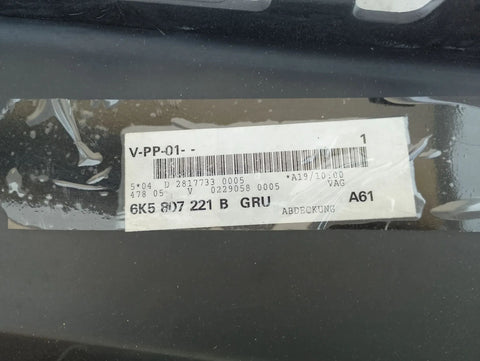 V-PP-01- - 1
5*04 D 2817733 0005 *A19/10.00
478 05 V 0229058 0005 VAG
6K5 807 221 B GRU ABDECKUNG A61